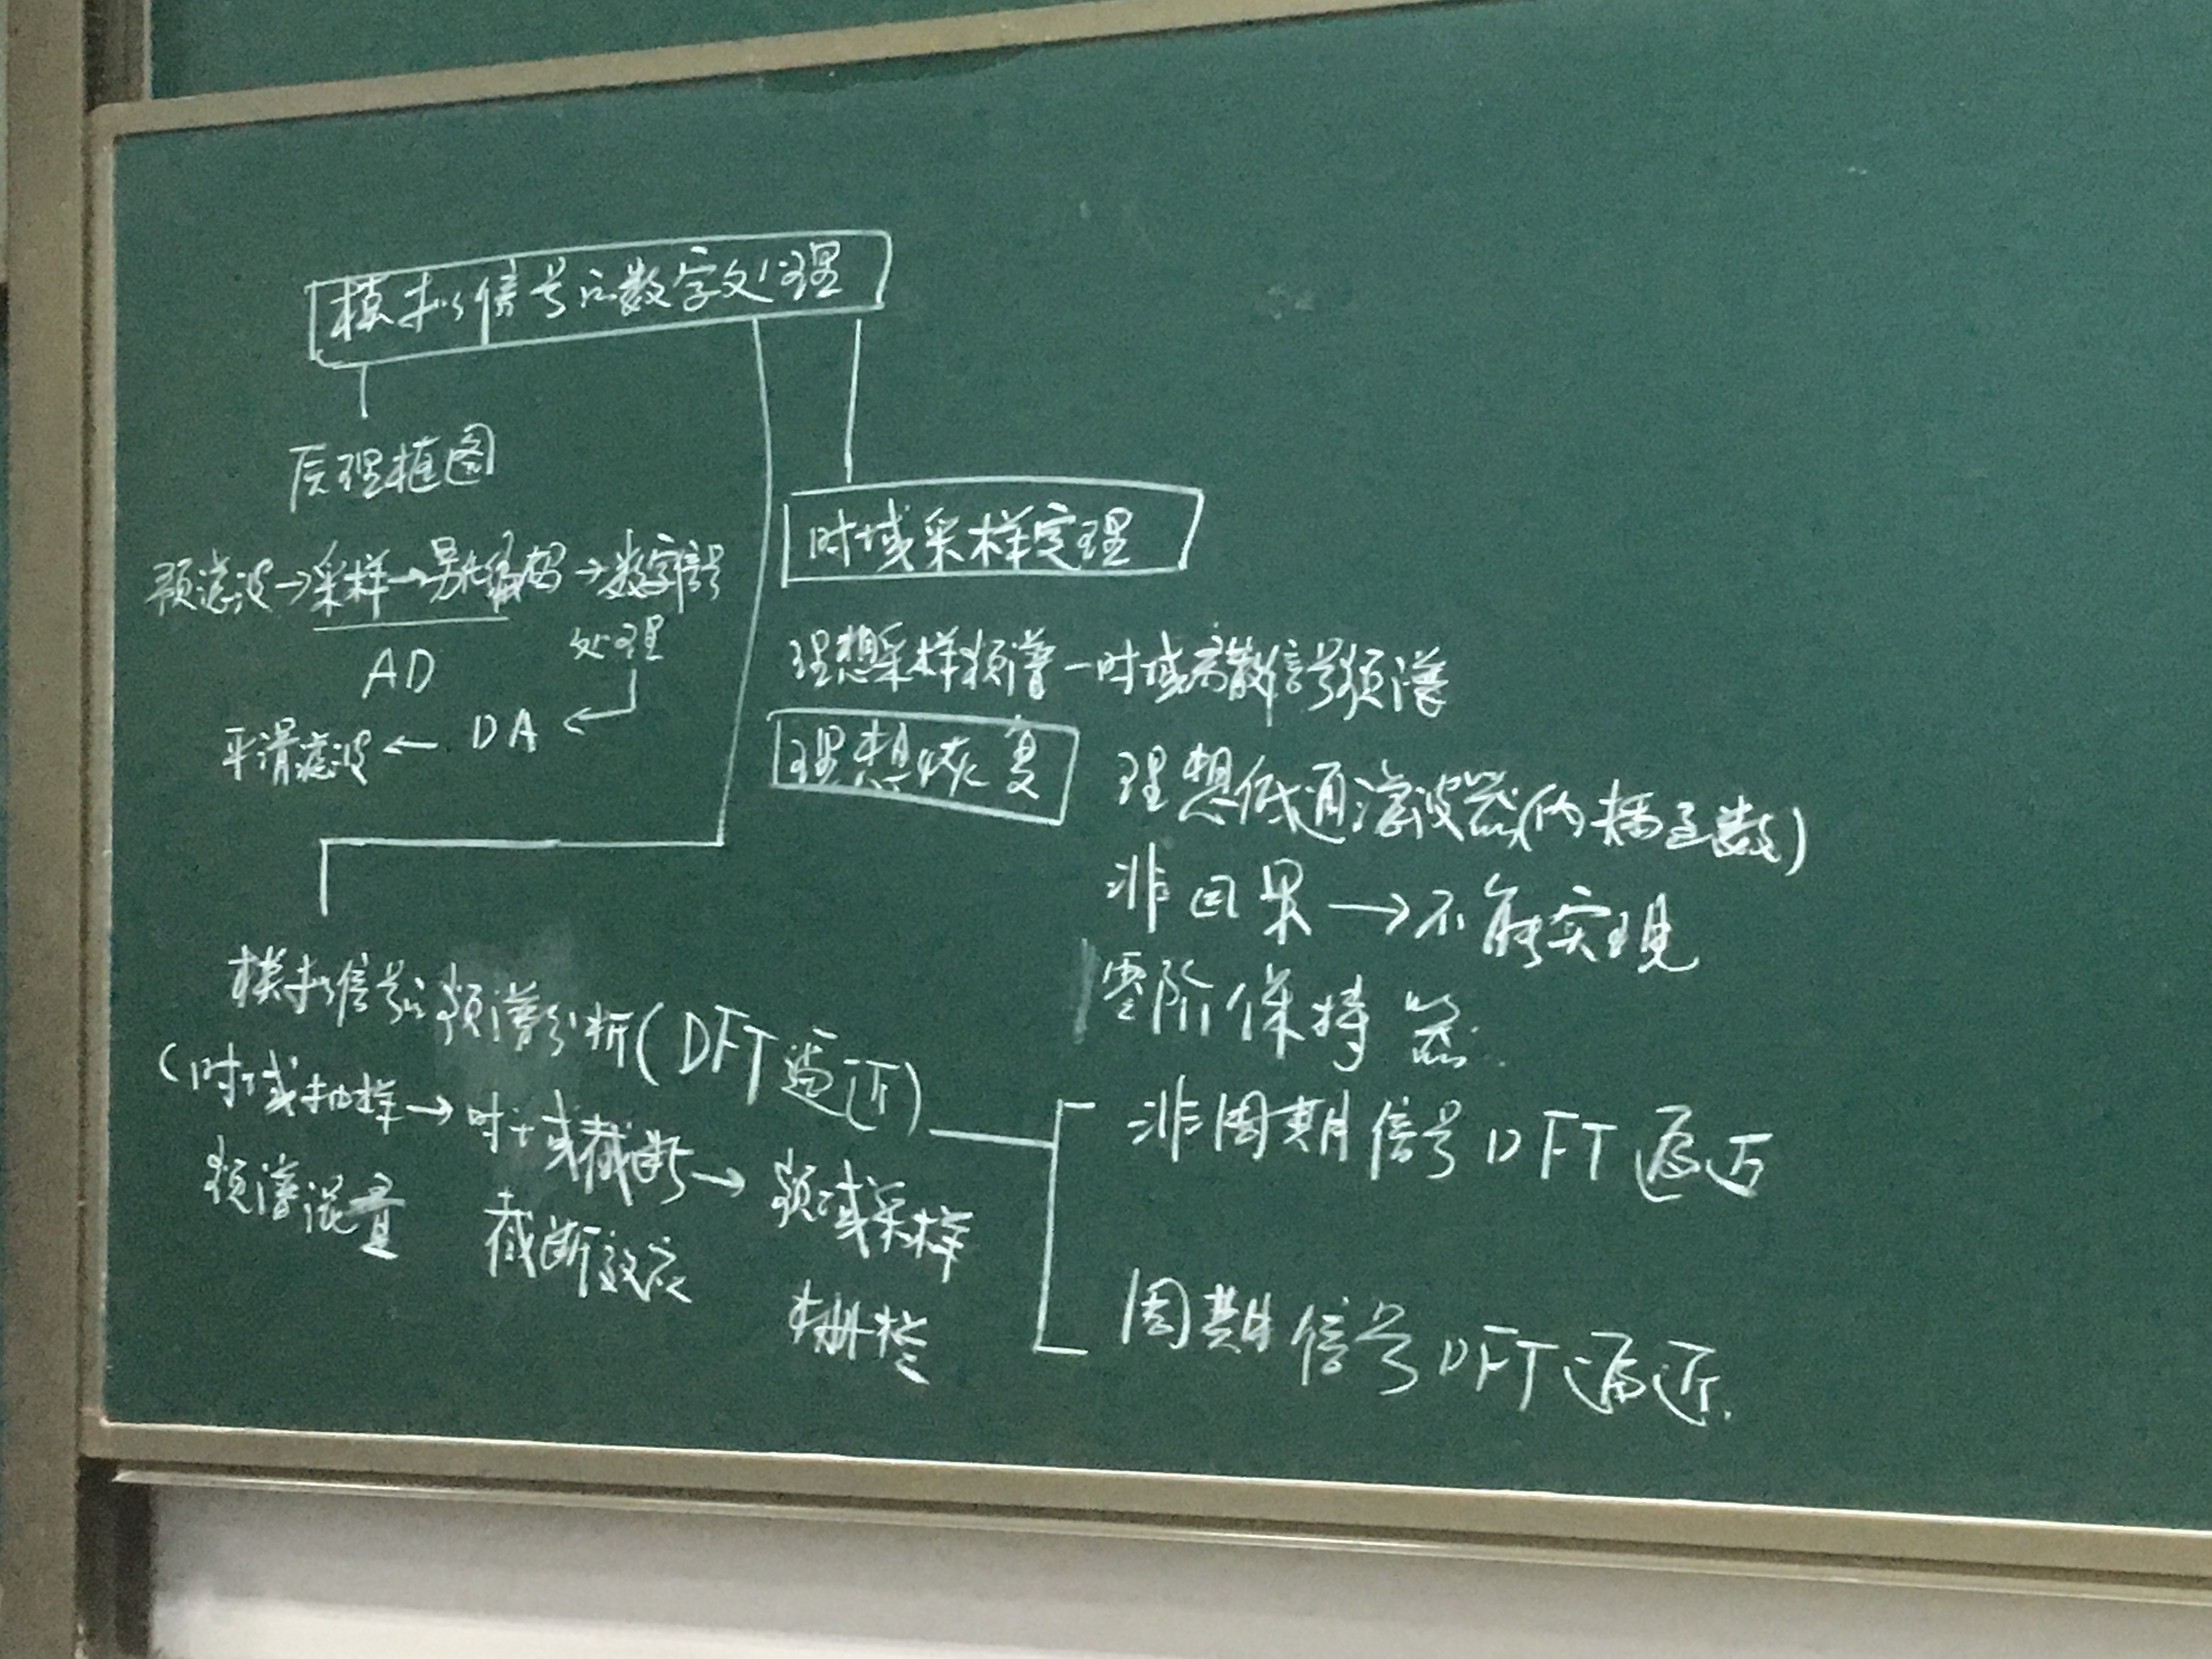 模拟信号的数字处理
原理框图
预滤波→采样→量化编码→数字信号
处理
AD
平滑滤波←DA
时域采样定理
理想采样频谱—时域离散信号频谱
理想恢复
理想低通滤波器(内插函数)
非因果→不能实现
零阶保持器
模拟信号的频谱分析(DFT逼近)
(时域抽样→时域截断→频域采样
频谱混叠
截断效应
栅栏
非周期信号DFT逼近
周期信号DFT逼近.